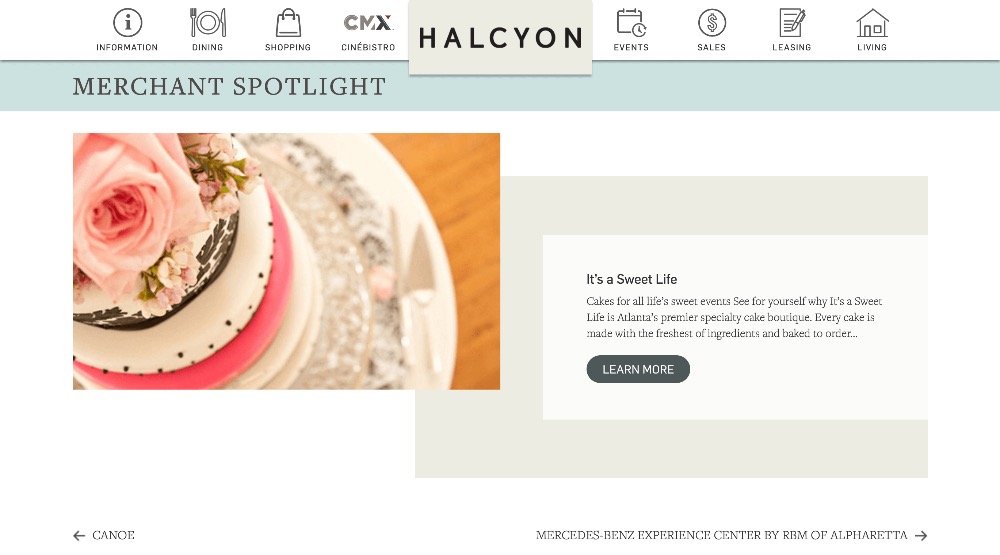 INFORMATION
DINING
SHOPPING
CMX
CINÉBISTRO
HALCYON
EVENTS
SALES
LEASING
LIVING
MERCHANT SPOTLIGHT
It's a Sweet Life
Cakes for all life's sweet events See for yourself why It's a Sweet
Life is Atlanta's premier specialty cake boutique. Every cake is
made with the freshest of ingredients and baked to order...
LEARN MORE
← CANOE
MERCEDES-BENZ EXPERIENCE CENTER BY RBM OF ALPHARETTA →